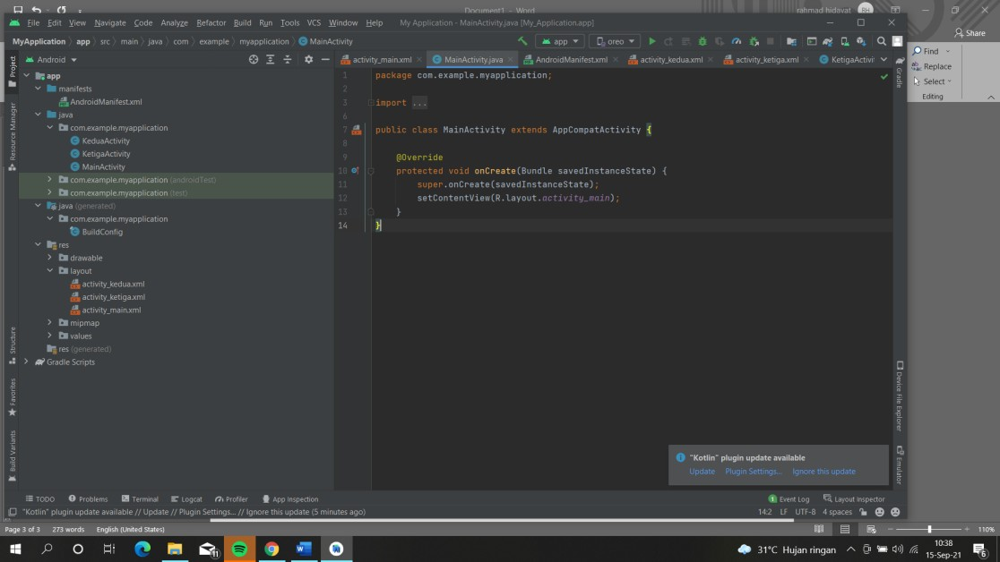 Document1 - Word
rahmad hidayat
RH
File Edit View Navigate Code Analyze Refactor Build Run Tools VCS Window Help
My Application - MainActivity.java [My_Application.app]
Share
MyApplication app src main java com example myapplication MainActivity
app
oreo
Find
Replace
Select
Editing
Project
Resource Manager
Structure
Favorites
Build Variants
Android
activity_main.xml
MainActivity.java
AndroidManifest.xml
activity_kedua.xml
activity_ketiga.xml
app
manifests
AndroidManifest.xml
java
com.example.myapplication
KeduaActivity
KetigaActivity
MainActivity
com.example.myapplication (androidTest)
com.example.myapplication (test)
java (generated)
com.example.myapplication
BuildConfig
res
drawable
layout
activity_kedua.xml
activity_ketiga.xml
activity_main.xml
mipmap
values
res (generated)
Gradle Scripts
1 package com.example.myapplication;
2
3 import ...
6
7 public class MainActivity extends AppCompatActivity {
8
9 @Override
10 protected void onCreate(Bundle savedInstanceState) {
11 super.onCreate(savedInstanceState);
12 setContentView(R.layout.activity_main);
13 }
14 }
Gradle
Device File Explorer
Emulator
"Kotlin" plugin update available
Update Plugin Settings... Ignore this update
TODO Problems Terminal Logcat Profiler App Inspection
1 Event Log Layout Inspector
"Kotlin" plugin update available // Update // Plugin Settings... // Ignore this update (5 minutes ago)
14:2 LF UTF-8 4 spaces
Page 3 of 3 273 words English (United States)
110%
11
31°C Hujan ringan
10:38
15-Sep-21
6